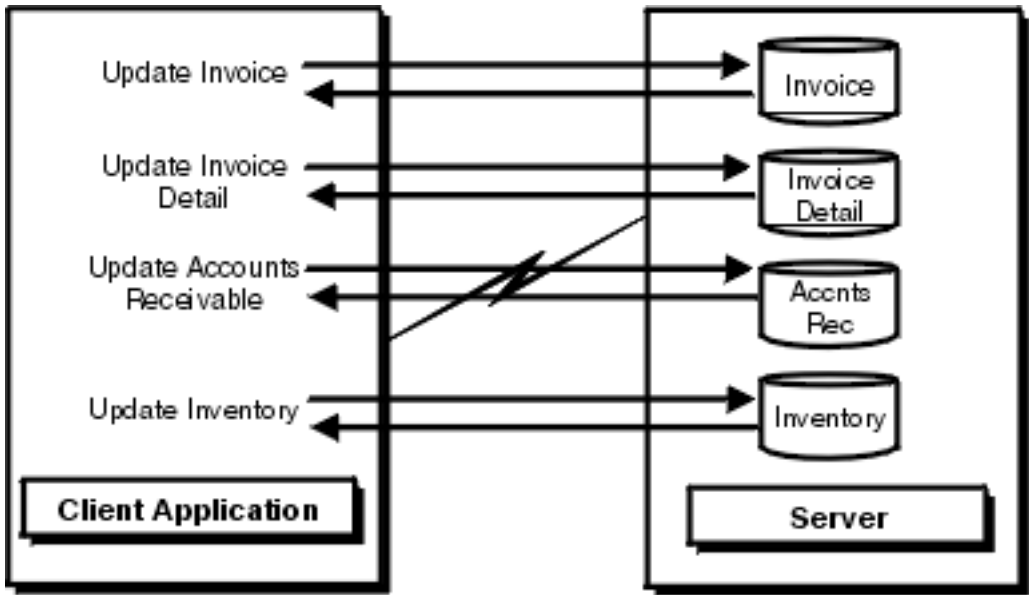 Update Invoice
Invoice
Update Invoice
Detail
Invoice
Detail
Update Accounts
Receivable
Accnts
Rec
Update Inventory
Inventory
Client Application
Server